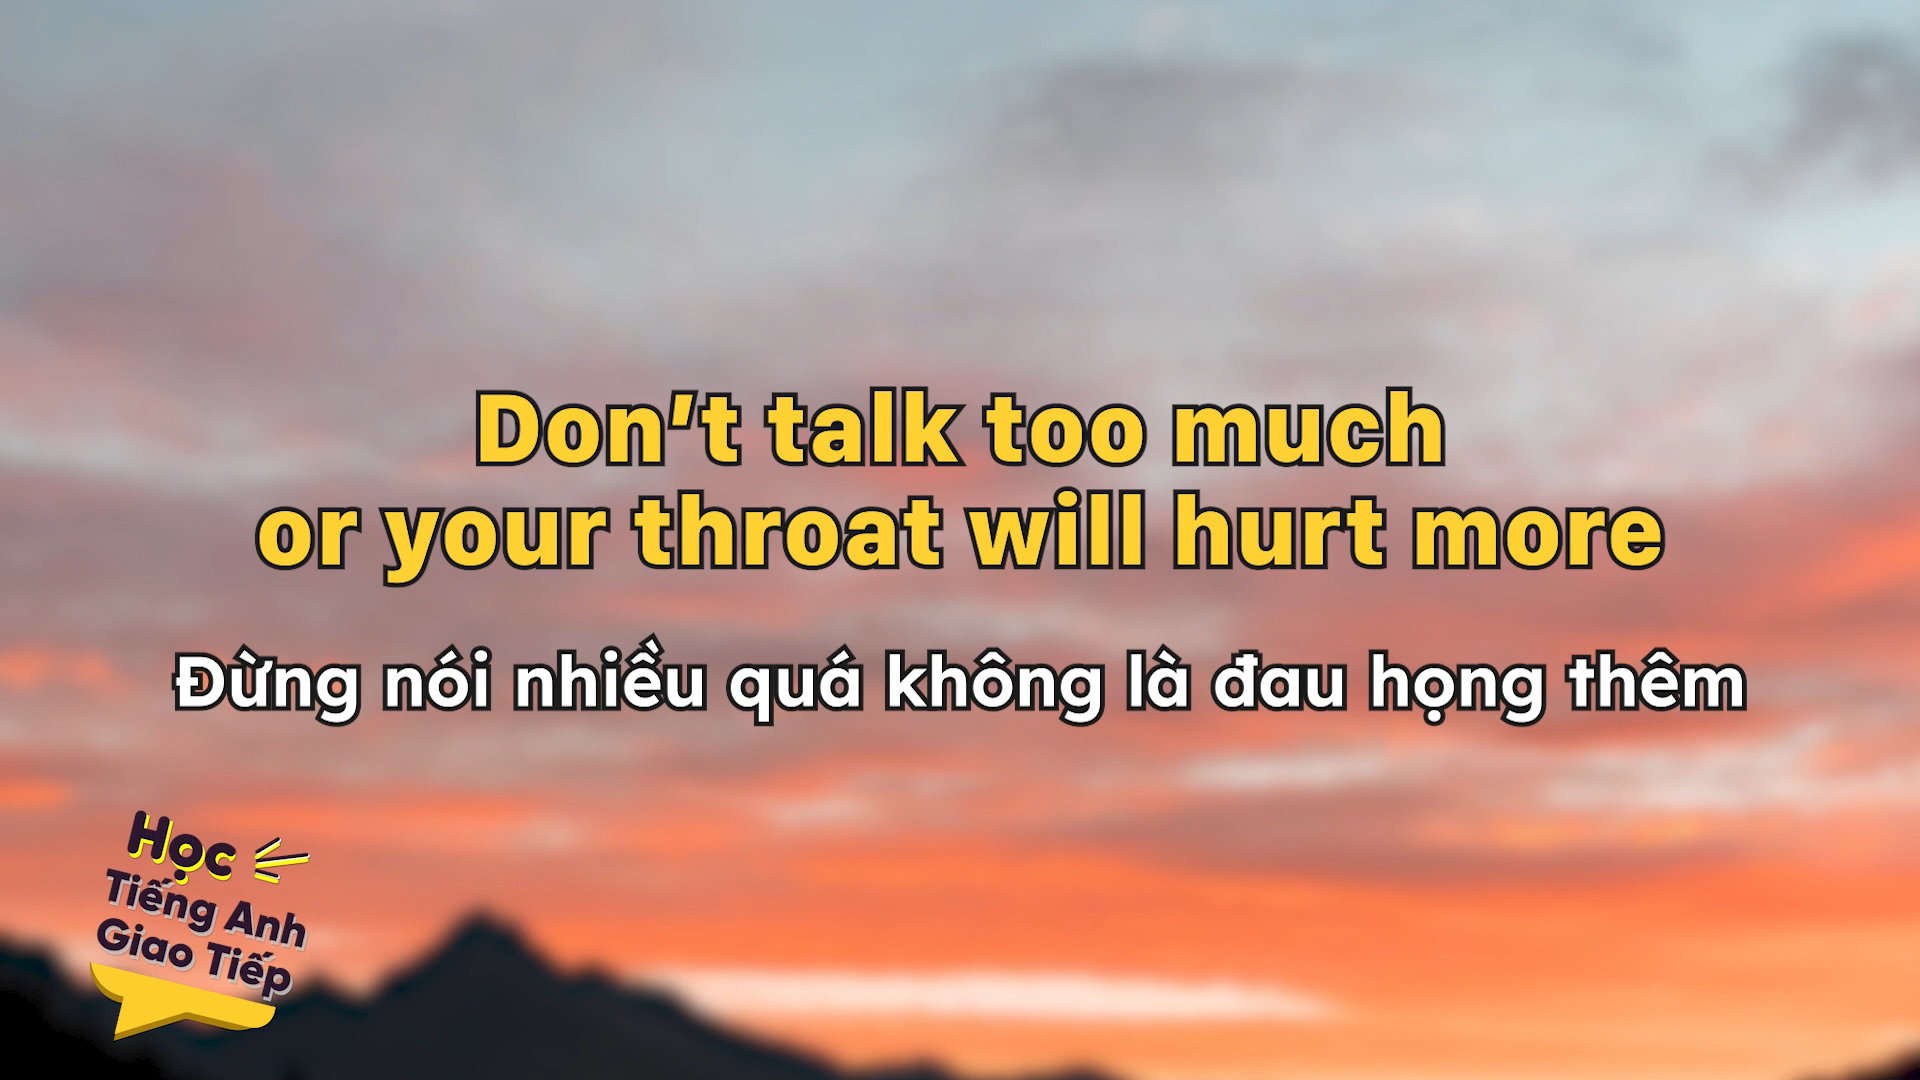 Don’t talk too much
or your throat will hurt more
Đừng nói nhiều quá không là đau họng thêm
Học
Tiếng Anh
Giao Tiếp